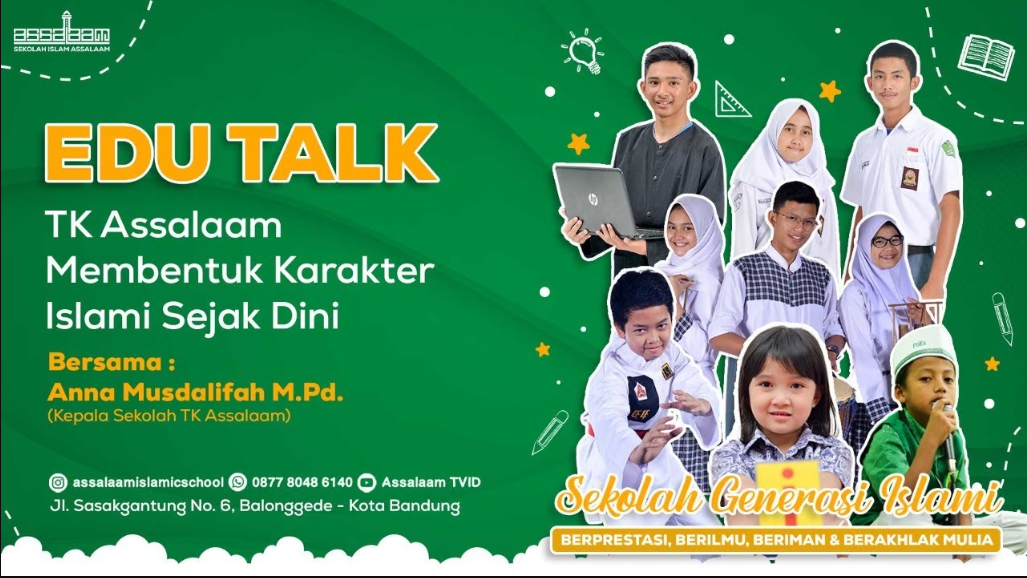 assalaam
SEKOLAH ISLAM ASSALAAM
EDU TALK
TK Assalaam
Membentuk Karakter
Islami Sejak Dini
Bersama :
Anna Musdalifah M.Pd.
(Kepala Sekolah TK Assalaam)
assalaamislamicschool 0877 8048 6140 Assalaam TVID
Jl. Sasakgantung No. 6, Balonggede - Kota Bandung
hp
Sekolah Generasi Islami
BERPRESTASI, BERILMU, BERIMAN & BERAKHLAK MULIA